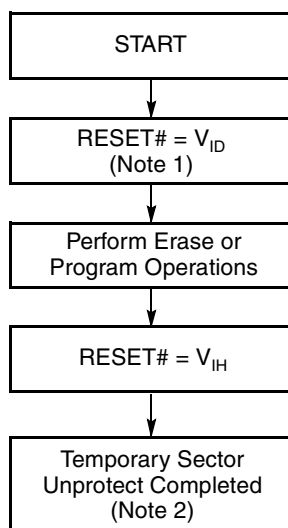 START
RESET# = V_ID
(Note 1)
Perform Erase or
Program Operations
RESET# = V_IH
Temporary Sector
Unprotect Completed
(Note 2)